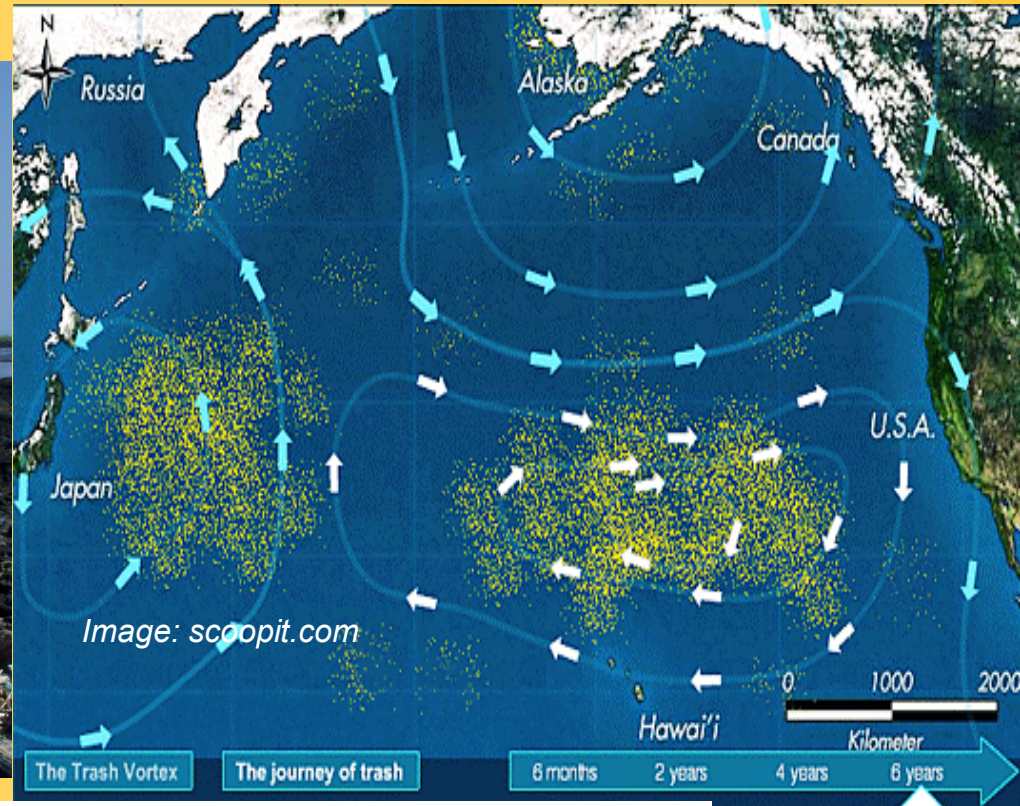 N
Russia
Alaska
Canada
U.S.A.
Japan
Image: scoopit.com
0 1000 2000
Kilometer
Hawai'i
The Trash Vortex
The journey of trash
6 months 2 years 4 years 6 years